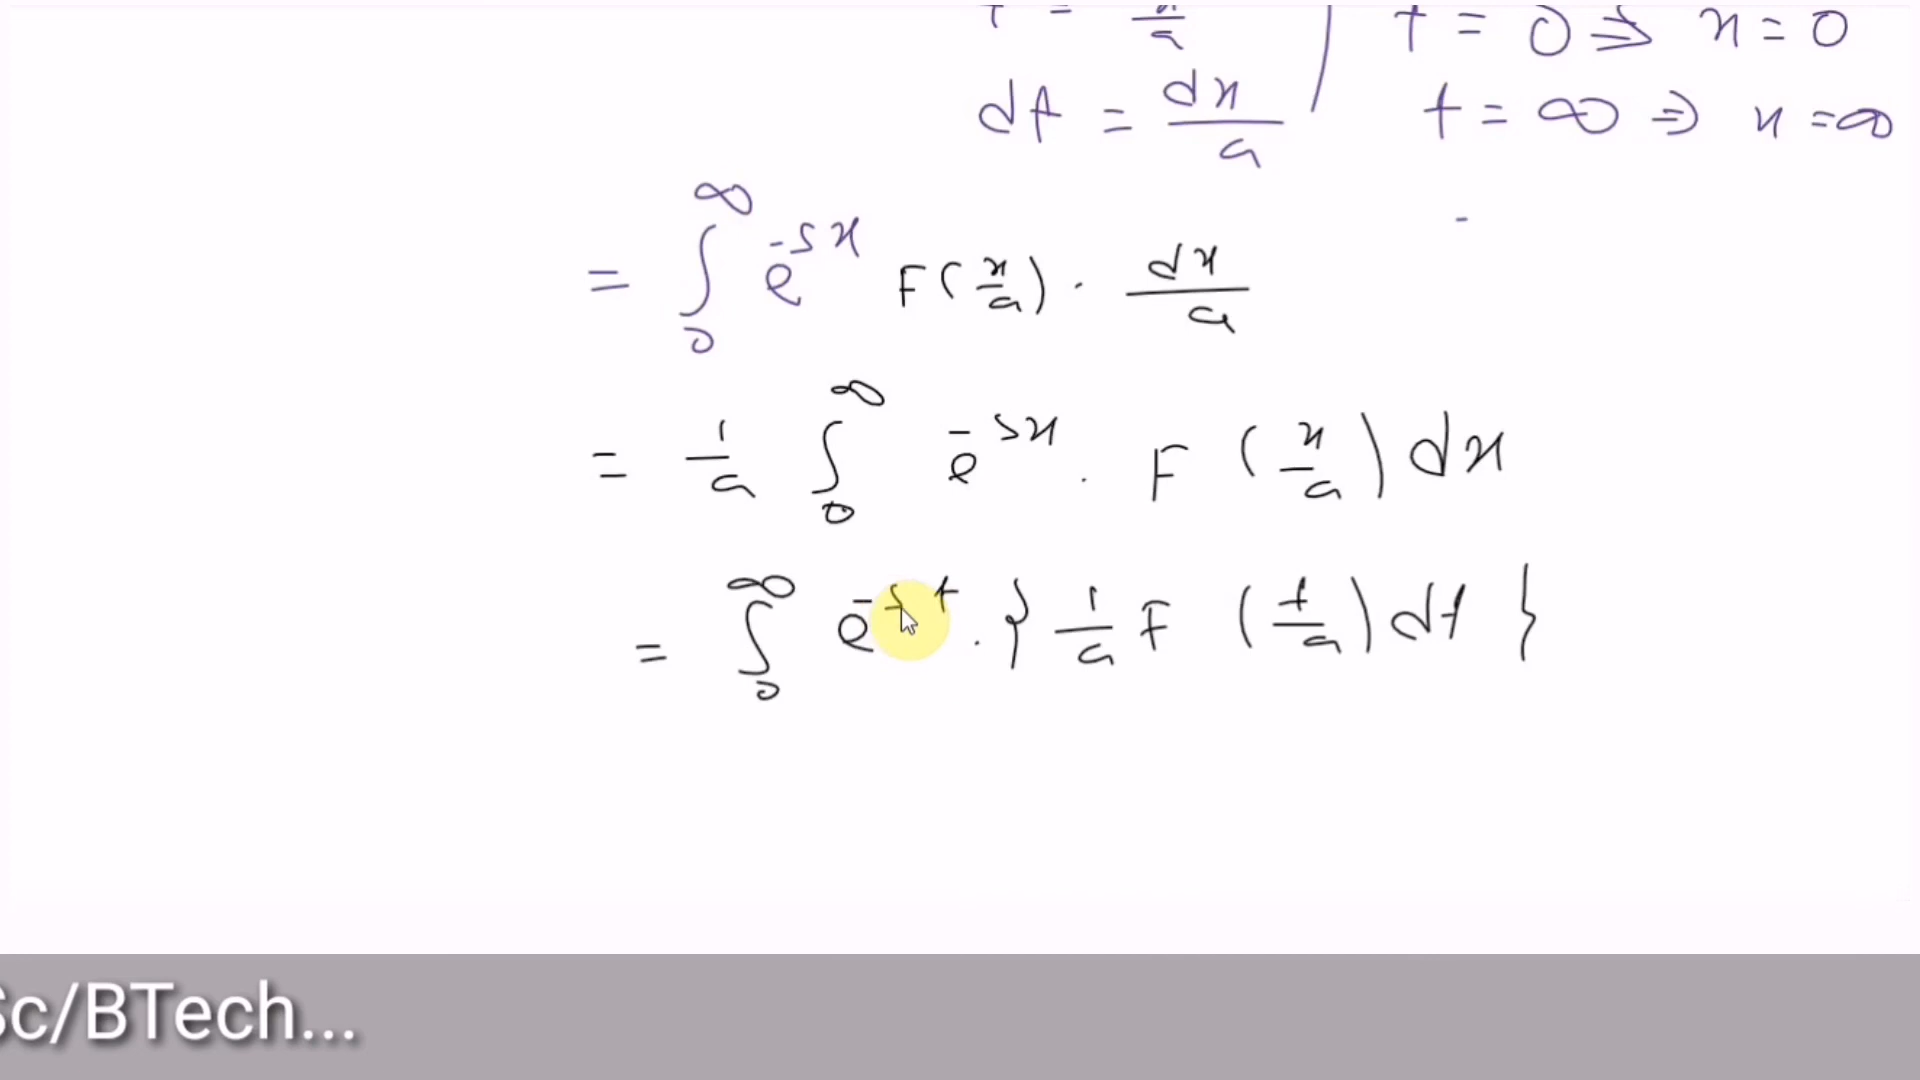 t = x/a | t = 0 ⇒ x = 0
dt = dx/a | t = ∞ ⇒ x = ∞
= ∫₀^∞ e^{-sx} F(x/a) · dx/a
= 1/a ∫₀^∞ e^{-sx} · F(x/a) dx
= ∫₀^∞ e^{-st} · { 1/a F(t/a) dt }
Sc/BTech...